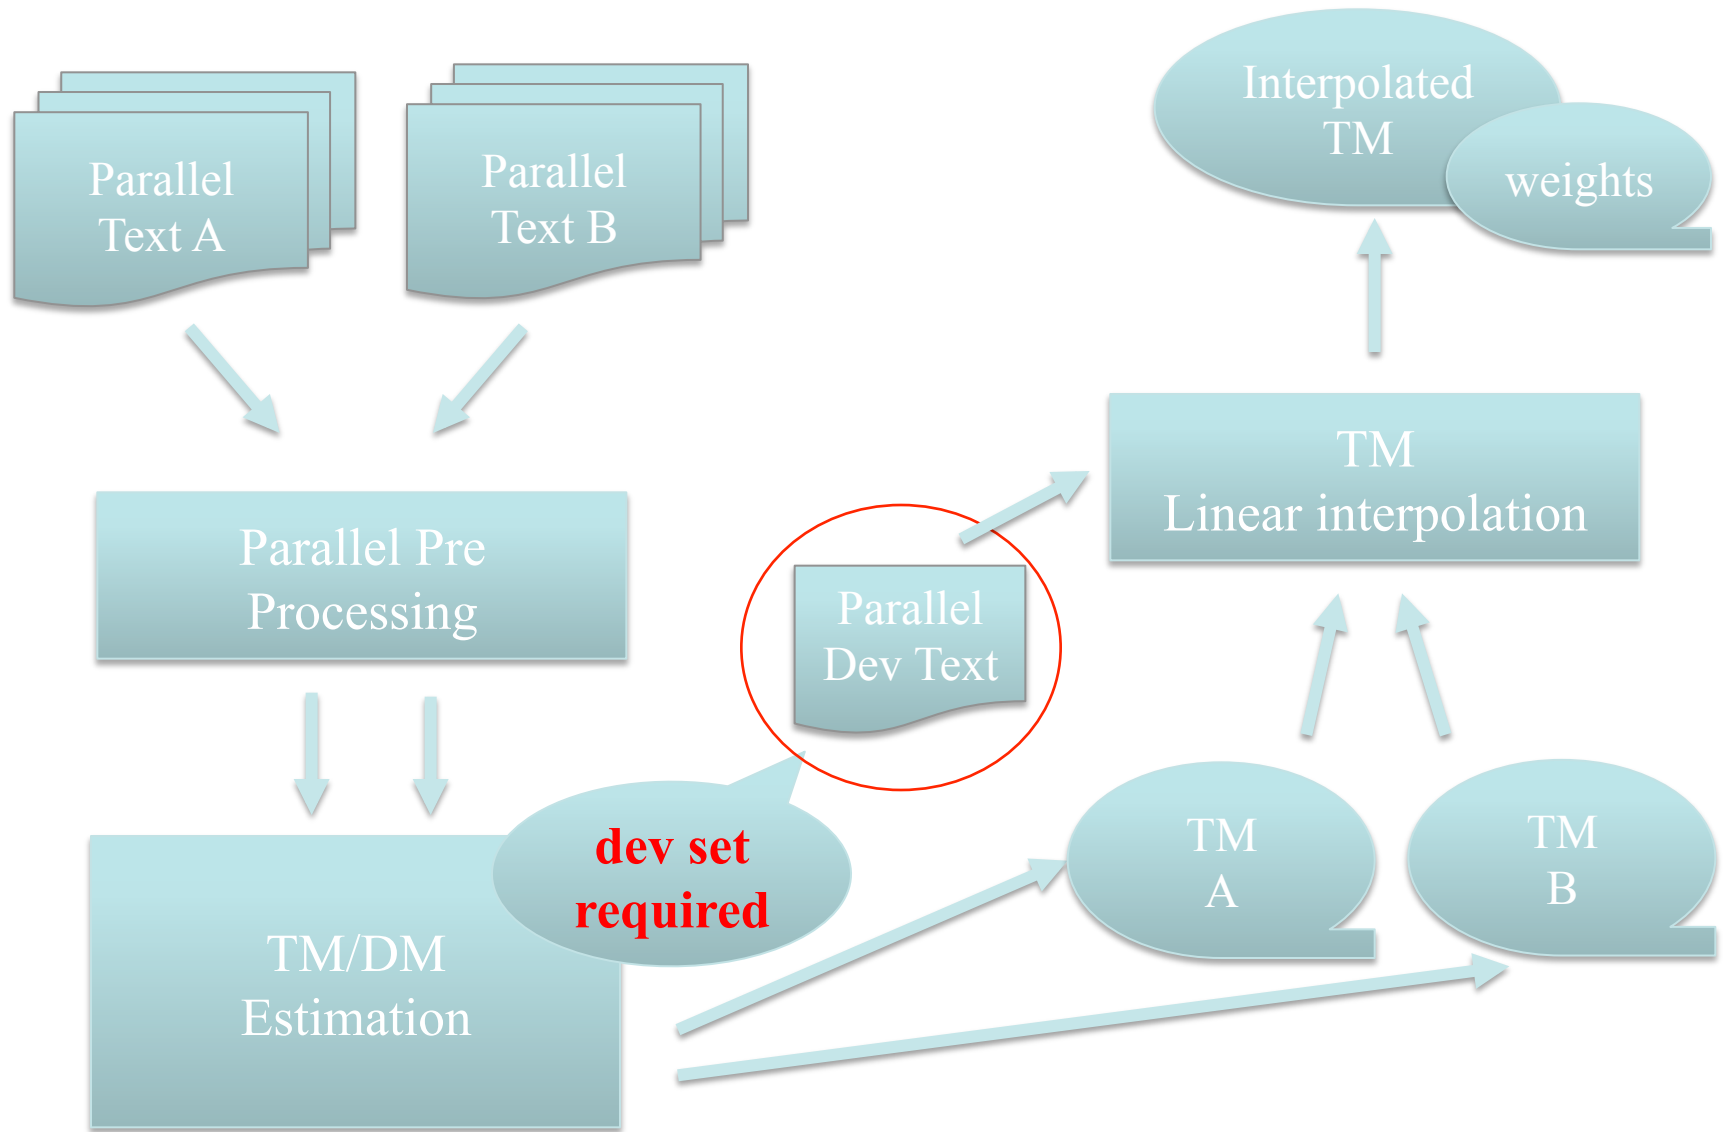 Parallel
Text A
Parallel
Text B
Interpolated
TM
weights
Parallel Pre
Processing
TM
Linear interpolation
Parallel
Dev Text
dev set
required
TM/DM
Estimation
TM
A
TM
B